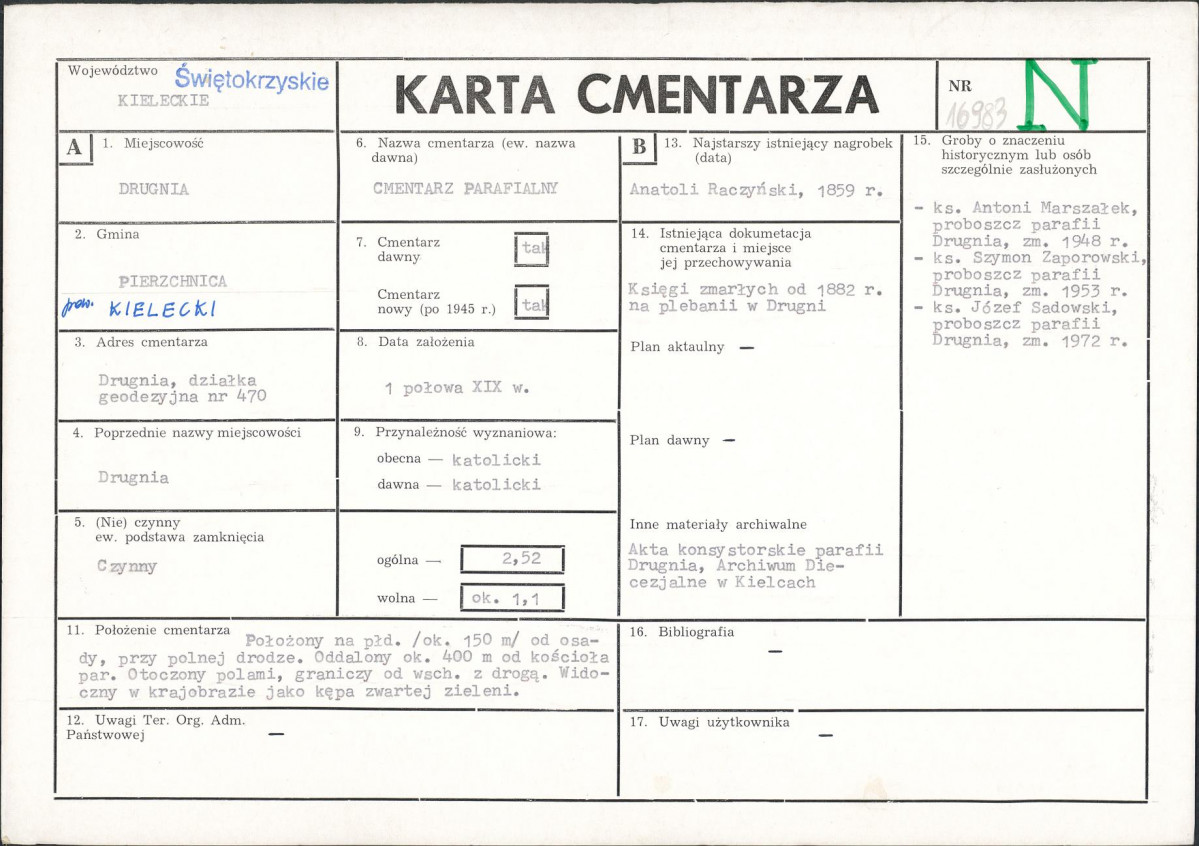 Województwo Świętokrzyskie
KIELECKIE
KARTA CMENTARZA
NR
16983
N
A
1. Miejscowość
DRUGNIA
2. Gmina
PIERZCHNICA
pow. KIELECKI
3. Adres cmentarza
Drugnia, działka
geodezyjna nr 470
4. Poprzednie nazwy miejscowości
Drugnia
5. (Nie) czynny
ew. podstawa zamknięcia
Czynny
6. Nazwa cmentarza (ew. nazwa
dawna)
CMENTARZ PARAFIALNY
7. Cmentarz
dawny tak
Cmentarz
nowy (po 1945 r.) tak
8. Data założenia
1 połowa XIX w.
9. Przynależność wyznaniowa:
obecna — katolicki
dawna — katolicki
ogólna — 2,52
wolna — ok. 1,1
B
13. Najstarszy istniejący nagrobek
(data)
Anatoli Raczyński, 1859 r.
14. Istniejąca dokumetacja
cmentarza i miejsce
jej przechowywania
Księgi zmarłych od 1882 r.
na plebanii w Drugni
Plan aktaulny —
Plan dawny —
Inne materiały archiwalne
Akta konsystorskie parafii
Drugnia, Archiwum Die-
cezjalne w Kielcach
15. Groby o znaczeniu
historycznym lub osób
szczególnie zasłużonych
- ks. Antoni Marszałek,
proboszcz parafii
Drugnia, zm. 1948 r.
- ks. Szymon Zaporowski,
proboszcz parafii
Drugnia, zm. 1953 r.
- ks. Józef Sadowski,
proboszcz parafii
Drugnia, zm. 1972 r.
11. Położenie cmentarza Położony na płd. /ok. 150 m/ od osa-
dy, przy polnej drodze. Oddalony ok. 400 m od kościoła
par. Otoczony polami, graniczy od wsch. z drogą. Wido-
czny w krajobrazie jako kępa zwartej zieleni.
12. Uwagi Ter. Org. Adm.
Państwowej —
16. Bibliografia
—
17. Uwagi użytkownika
—